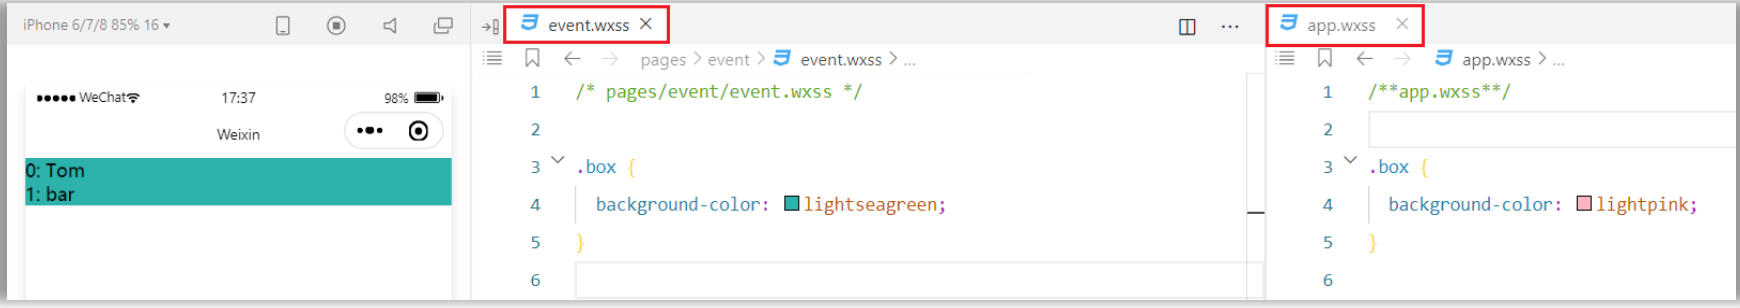 iPhone 6/7/8 85% 16 ▾
WeChat 17:37 98%
Weixin
0: Tom
1: bar
event.wxss
pages > event > event.wxss > ...
1 /* pages/event/event.wxss */
2
3 .box {
4 background-color: lightseagreen;
5 }
6
app.wxss
app.wxss > ...
1 /**app.wxss**/
2
3 .box {
4 background-color: lightpink;
5 }
6